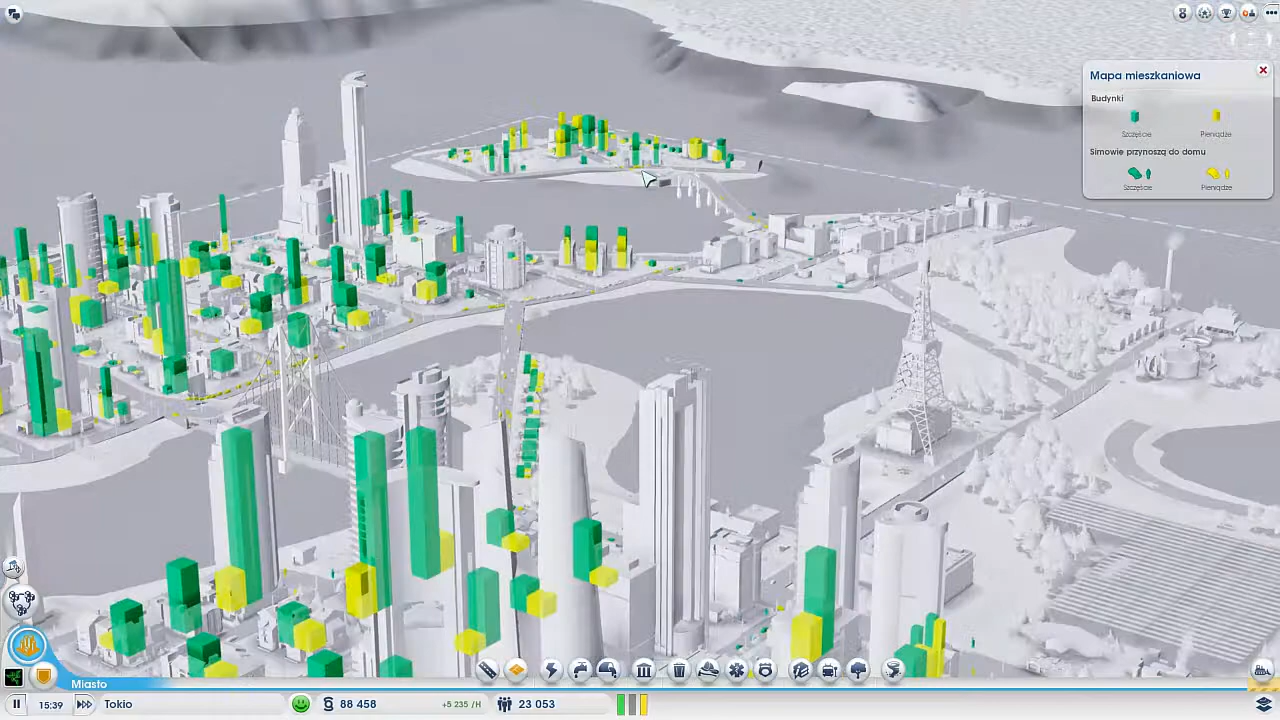 Mapa mieszkaniowa
Budynki
Szczęście Pieniądze
Simowie przynoszą do domu
Szczęście Pieniądze
Miasto
15:39 Tokio 88 458 +5 235 /H 23 053